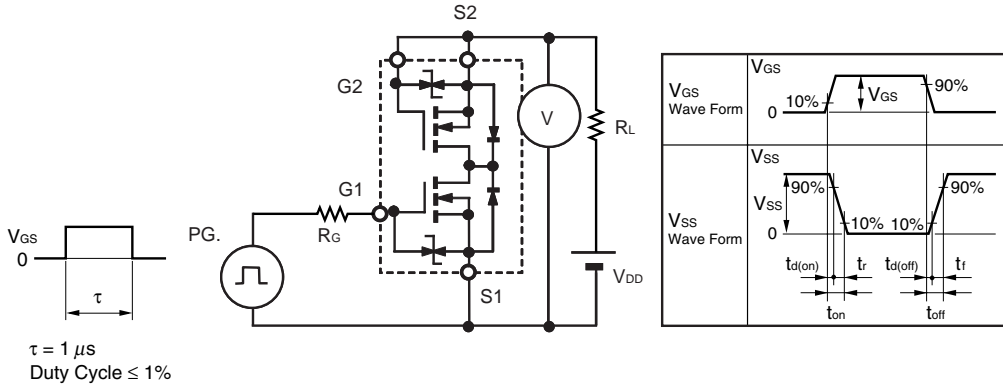 S2
G2
V
RL
G1
RG
PG.
VDD
S1
VGS
0
τ
τ = 1 μs
Duty Cycle ≤ 1%
VGS
Wave Form
VGS
10%
VGS
90%
0
VSS
Wave Form
VSS
90%
VSS
10%
10%
90%
0
td(on)
tr
td(off)
tf
ton
toff